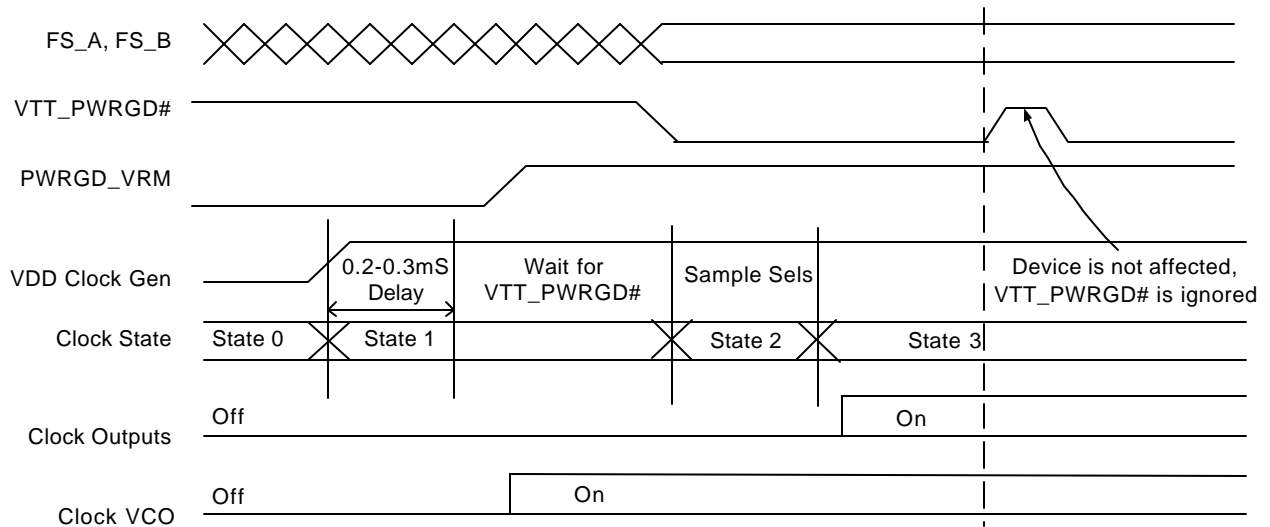 FS_A, FS_B
VTT_PWRGD#
PWRGD_VRM
VDD Clock Gen
0.2-0.3mS
Delay
Wait for
VTT_PWRGD#
Sample Sels
Device is not affected,
VTT_PWRGD# is ignored
Clock State
State 0
State 1
State 2
State 3
Clock Outputs
Off
On
Clock VCO
Off
On